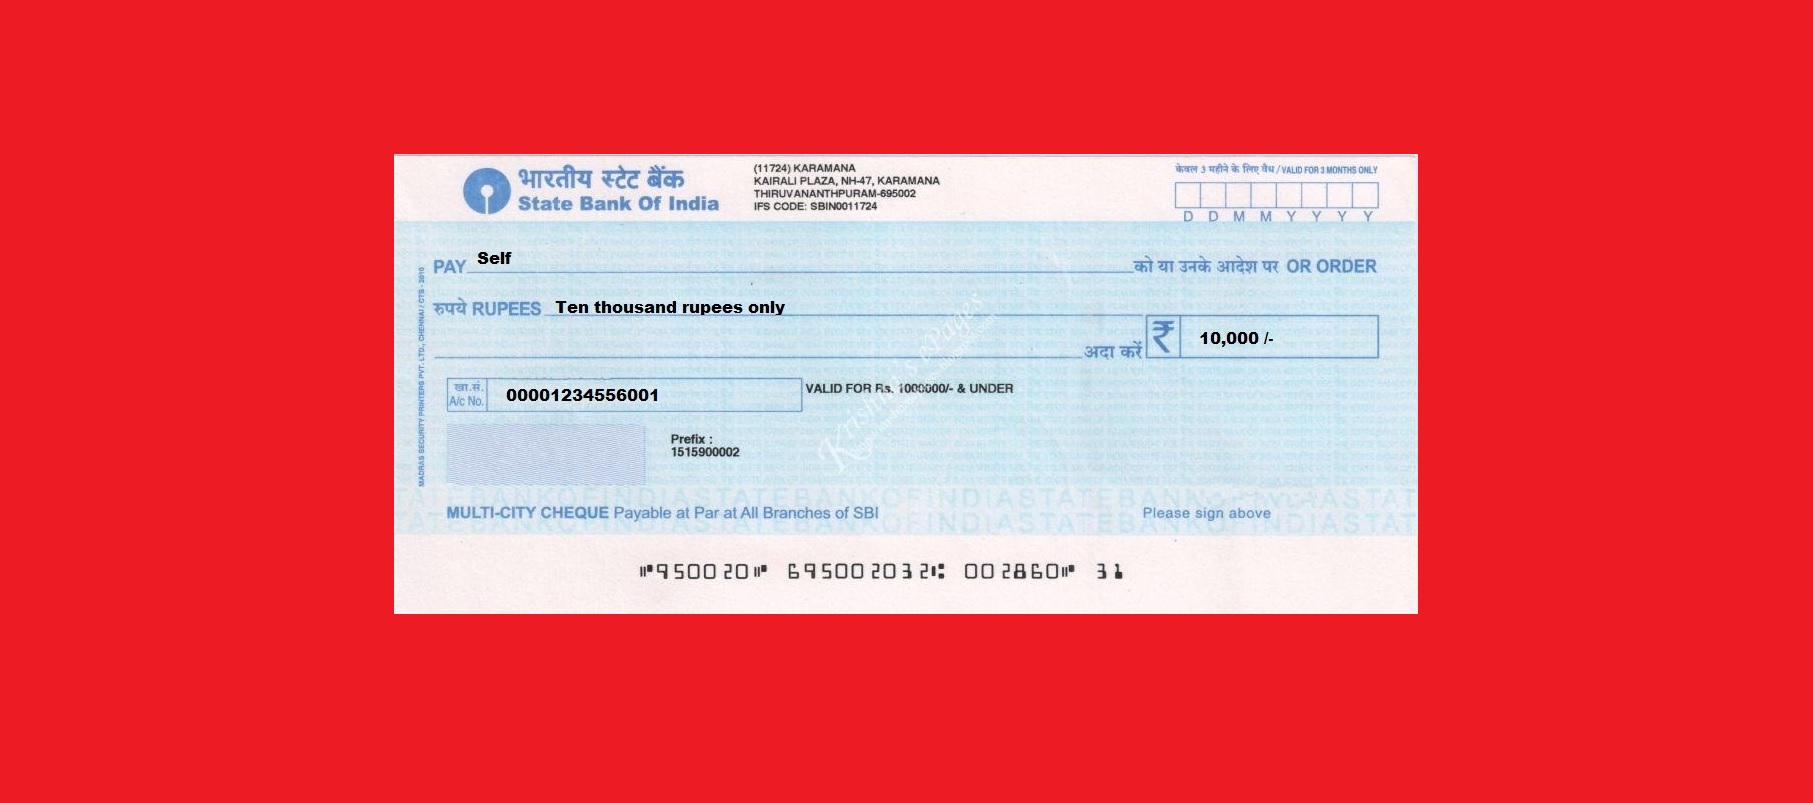 भारतीय स्टेट बैंक
State Bank Of India
(11724) KARAMANA
KAIRALI PLAZA, NH-47, KARAMANA
THIRUVANANTHPURAM-695002
IFS CODE: SBIN0011724
केवल 3 महीने के लिए वैध / VALID FOR 3 MONTHS ONLY
D D M M Y Y Y Y
PAY Self को या उनके आदेश पर OR ORDER
रुपये RUPEES Ten thousand rupees only
अदा करें ₹ 10,000 /-
खा.सं.
A/c No. 00001234556001
VALID FOR Rs. 1000000/- & UNDER
Prefix :
1515900002
MADRAS SECURITY PRINTERS PVT. LTD., CHENNAI / CTS - 2010
MULTI-CITY CHEQUE Payable at Par at All Branches of SBI
Please sign above
⑈950020⑈ 695002032⑆ 002860⑈ 31